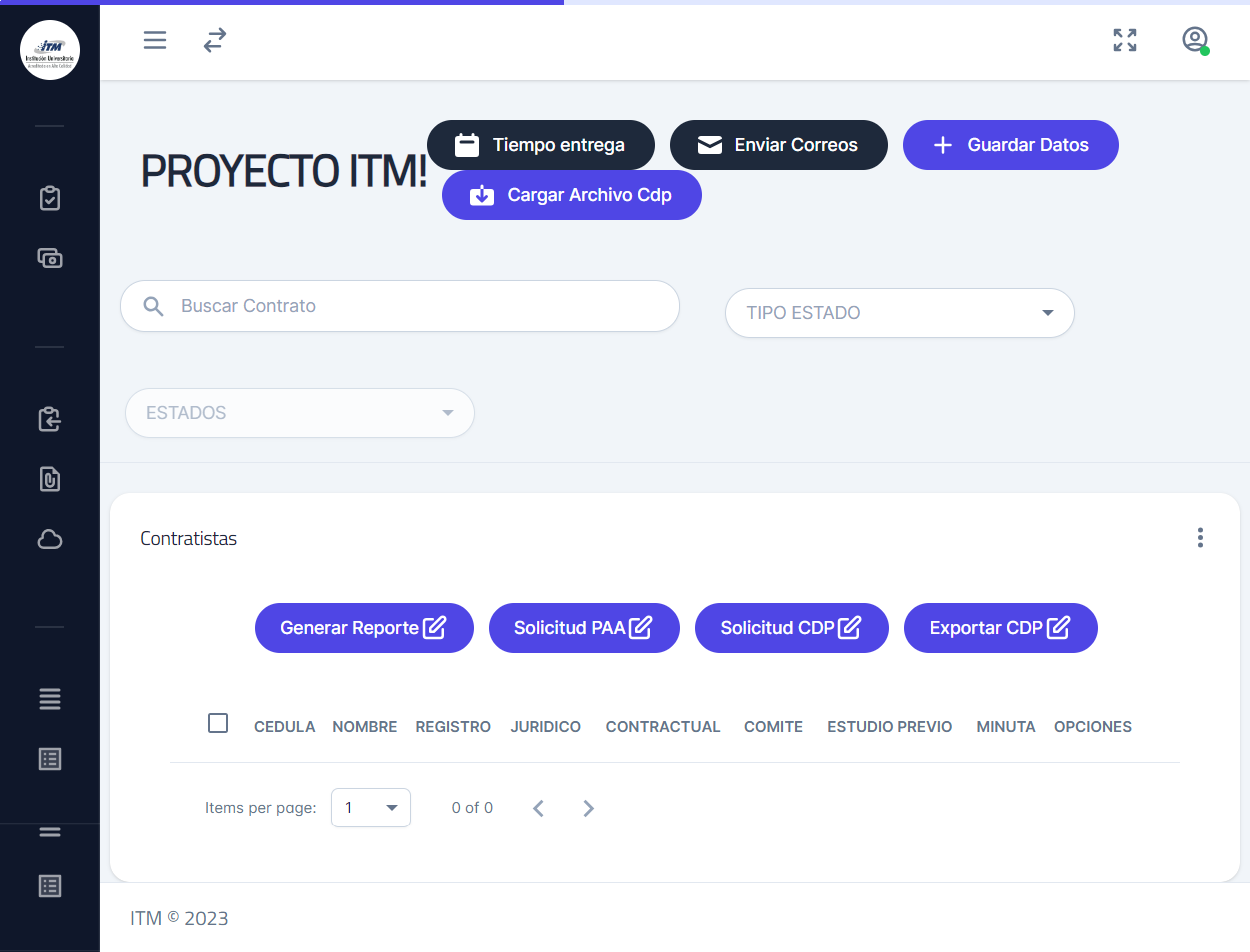 ITM
Institución Universitaria
Tiempo entrega
Enviar Correos
Guardar Datos
PROYECTO ITM!
Cargar Archivo Cdp
Buscar Contrato
TIPO ESTADO
ESTADOS
Contratistas
Generar Reporte
Solicitud PAA
Solicitud CDP
Exportar CDP
CEDULA NOMBRE REGISTRO JURIDICO CONTRACTUAL COMITE ESTUDIO PREVIO MINUTA OPCIONES
Items per page: 1 0 of 0
ITM © 2023